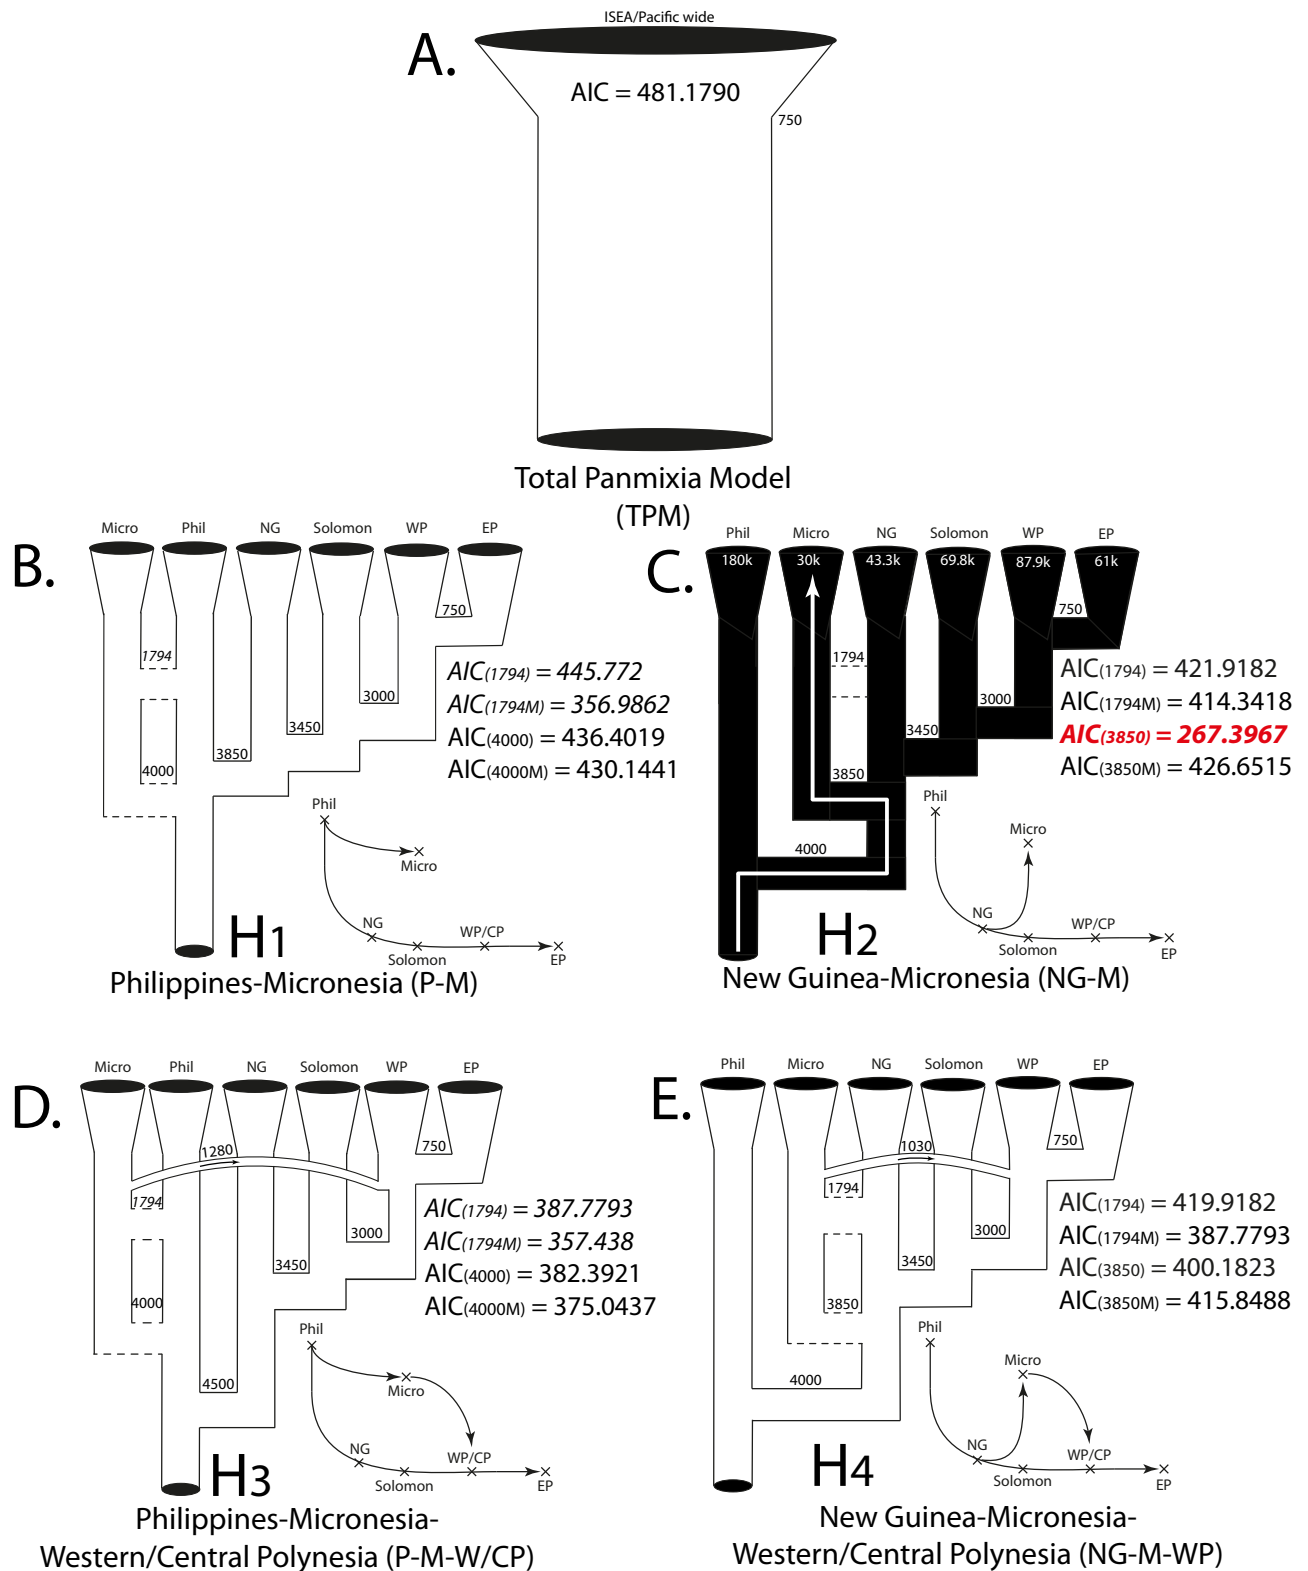 ISEA/Pacific wide
A.
AIC = 481.1790
750
Total Panmixia Model
(TPM)
B.
Micro Phil NG Solomon WP EP
750
1794
3000
3450
3850
4000
AIC(1794) = 445.772
AIC(1794M) = 356.9862
AIC(4000) = 436.4019
AIC(4000M) = 430.1441
Phil
Micro
NG
Solomon
WP/CP
EP
H1
Philippines-Micronesia (P-M)
C.
Phil Micro NG Solomon WP EP
180k 30k 43.3k 69.8k 87.9k 61k
750
1794
3000
3450
3850
4000
AIC(1794) = 421.9182
AIC(1794M) = 414.3418
AIC(3850) = 267.3967
AIC(3850M) = 426.6515
Phil
Micro
NG
Solomon
WP/CP
EP
H2
New Guinea-Micronesia (NG-M)
D.
Micro Phil NG Solomon WP EP
750
1280
1794
3000
3450
4000
4500
AIC(1794) = 387.7793
AIC(1794M) = 357.438
AIC(4000) = 382.3921
AIC(4000M) = 375.0437
Phil
Micro
NG
Solomon
WP/CP
EP
H3
Philippines-Micronesia-
Western/Central Polynesia (P-M-W/CP)
E.
Phil Micro NG Solomon WP EP
750
1030
1794
3000
3450
3850
4000
AIC(1794) = 419.9182
AIC(1794M) = 387.7793
AIC(3850) = 400.1823
AIC(3850M) = 415.8488
Phil
Micro
NG
Solomon
WP/CP
EP
H4
New Guinea-Micronesia-
Western/Central Polynesia (NG-M-WP)